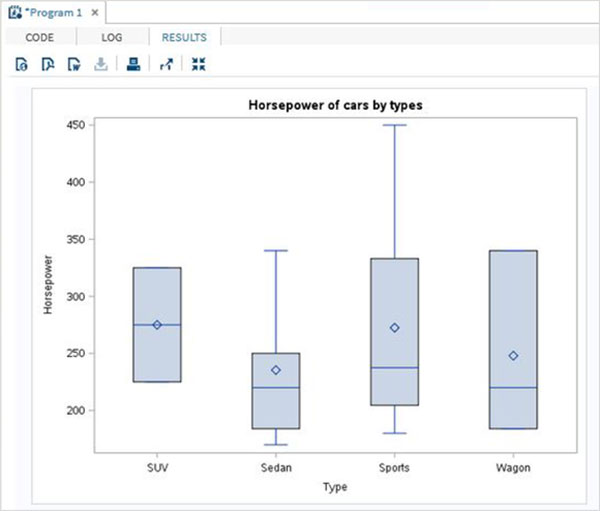 *Program 1 ×
CODE LOG RESULTS
Horsepower of cars by types
450
400
350
300
250
200
Horsepower
SUV Sedan Sports Wagon
Type